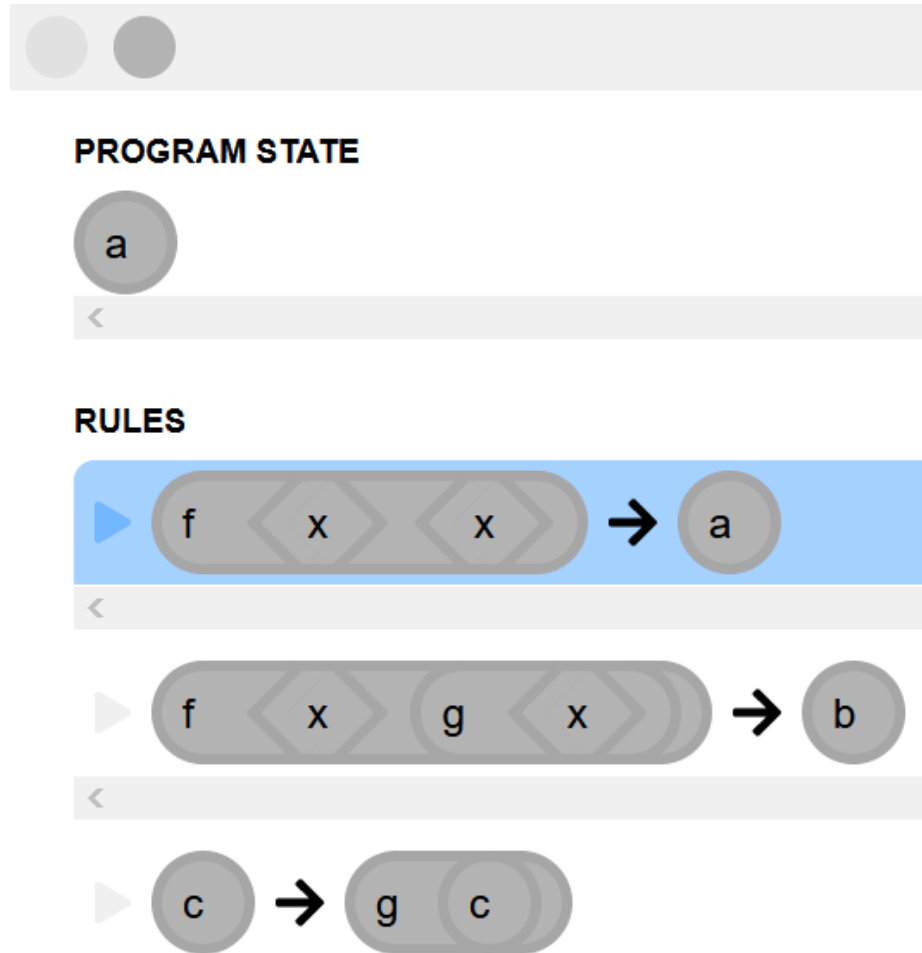 PROGRAM STATE
a
RULES
f x x → a
f x g x → b
c → g c